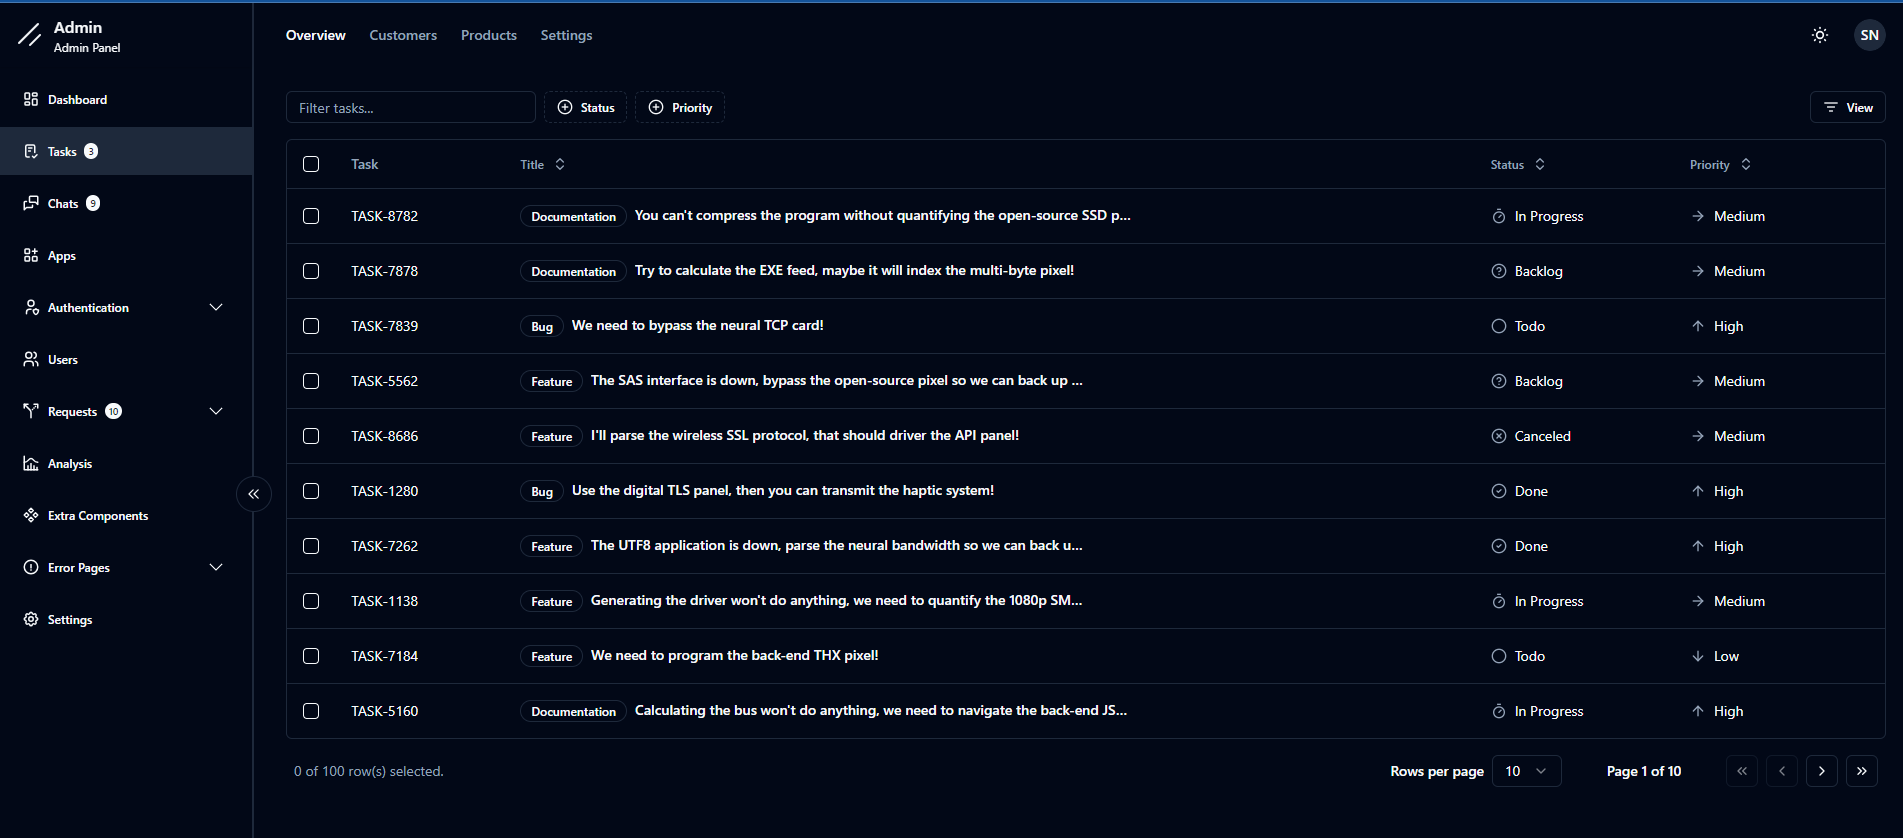 Admin
Admin Panel
Overview Customers Products Settings
SN
Dashboard
Tasks 3
Chats 9
Apps
Authentication
Users
Requests 10
Analysis
Extra Components
Error Pages
Settings
Filter tasks... Status Priority View
Task Title Status Priority
TASK-8782 Documentation You can't compress the program without quantifying the open-source SSD p... In Progress Medium
TASK-7878 Documentation Try to calculate the EXE feed, maybe it will index the multi-byte pixel! Backlog Medium
TASK-7839 Bug We need to bypass the neural TCP card! Todo High
TASK-5562 Feature The SAS interface is down, bypass the open-source pixel so we can back up ... Backlog Medium
TASK-8686 Feature I'll parse the wireless SSL protocol, that should driver the API panel! Canceled Medium
TASK-1280 Bug Use the digital TLS panel, then you can transmit the haptic system! Done High
TASK-7262 Feature The UTF8 application is down, parse the neural bandwidth so we can back u... Done High
TASK-1138 Feature Generating the driver won't do anything, we need to quantify the 1080p SM... In Progress Medium
TASK-7184 Feature We need to program the back-end THX pixel! Todo Low
TASK-5160 Documentation Calculating the bus won't do anything, we need to navigate the back-end JS... In Progress High
0 of 100 row(s) selected. Rows per page 10 Page 1 of 10